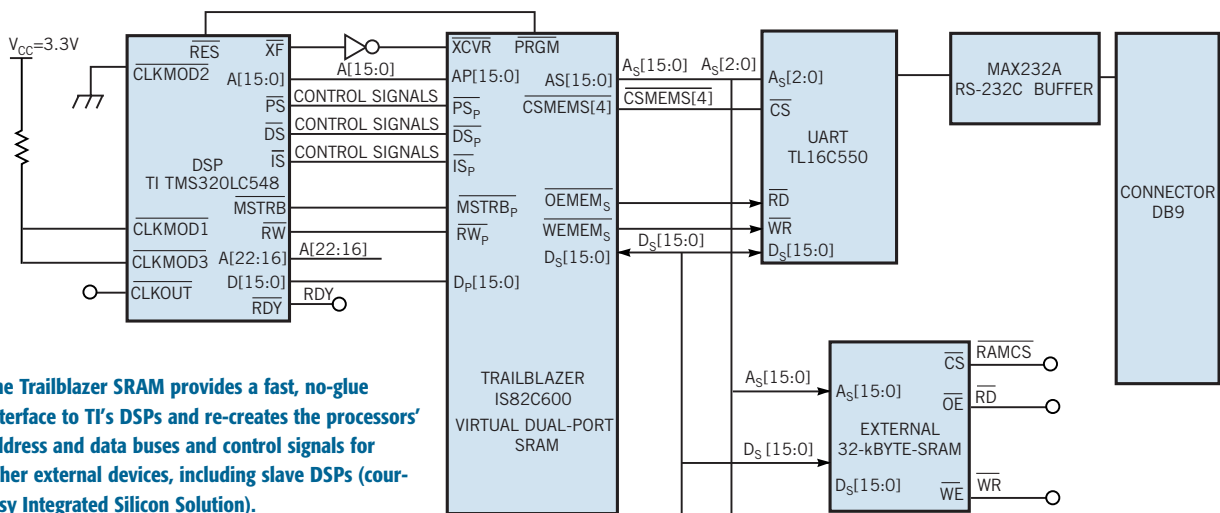 V_CC=3.3V
RES
XF
CLKMOD2
A[15:0]
PS
DS
IS
DSP
TI TMS320LC548
MSTRB
CLKMOD1
RW
CLKMOD3
A[22:16]
D[15:0]
CLKOUT
RDY
A[15:0]
CONTROL SIGNALS
CONTROL SIGNALS
CONTROL SIGNALS
A[22:16]
RDY
XCVR
PRGM
AP[15:0]
AS[15:0]
PS_P
CSMEMS[4]
DS_P
IS_P
OEMEM_S
MSTRB_P
WEMEM_S
RW_P
D_S[15:0]
D_P[15:0]
TRAILBLAZER
IS82C600
VIRTUAL DUAL-PORT
SRAM
A_S[15:0]
A_S[2:0]
CSMEMS[4]
D_S[15:0]
A_S[2:0]
CS
UART
TL16C550
RD
WR
D_S[15:0]
MAX232A
RS-232C BUFFER
CONNECTOR
DB9
A_S[15:0]
D_S [15:0]
CS
A_S[15:0]
OE
EXTERNAL
32-kBYTE-SRAM
D_S[15:0]
WE
RAMCS
RD
WR
Trailblazer SRAM provides a fast, no-glue
to TI's DSPs and re-creates the processors'
and data buses and control signals for
external devices, including slave DSPs (cour-
Integrated Silicon Solution).